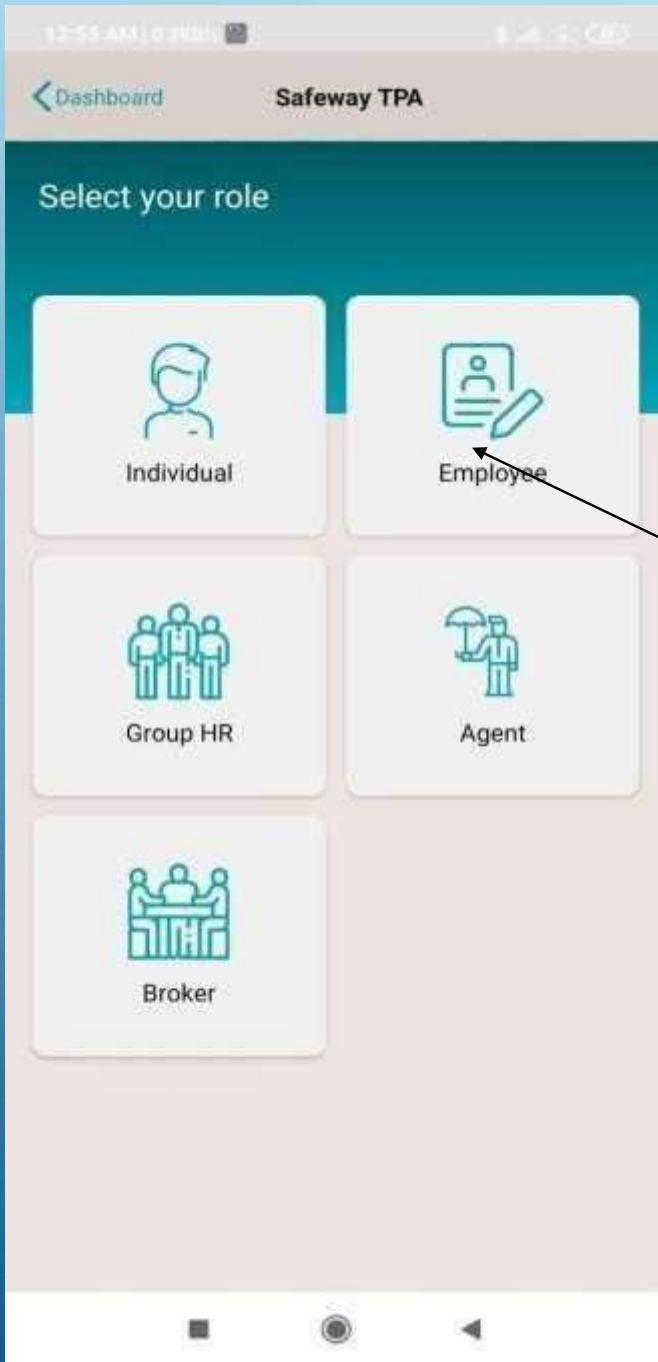 Dashboard Safeway TPA
Select your role
Individual Employee
Group HR Agent
Broker